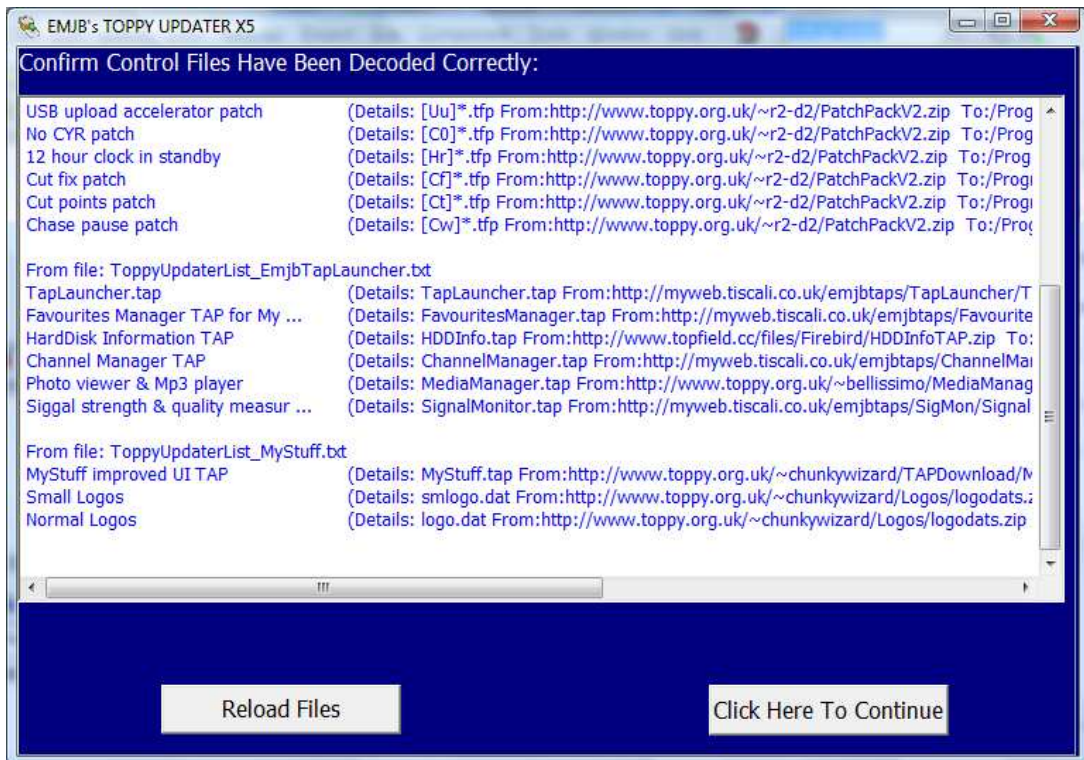 EMJB's TOPPY UPDATER X5
Confirm Control Files Have Been Decoded Correctly:
USB upload accelerator patch (Details: [Uu]*.tfp From:http://www.toppy.org.uk/~r2-d2/PatchPackV2.zip To:/Prog
No CYR patch (Details: [C0]*.tfp From:http://www.toppy.org.uk/~r2-d2/PatchPackV2.zip To:/Prog
12 hour clock in standby (Details: [Hr]*.tfp From:http://www.toppy.org.uk/~r2-d2/PatchPackV2.zip To:/Prog
Cut fix patch (Details: [Cf]*.tfp From:http://www.toppy.org.uk/~r2-d2/PatchPackV2.zip To:/Prog
Cut points patch (Details: [Ct]*.tfp From:http://www.toppy.org.uk/~r2-d2/PatchPackV2.zip To:/Prog
Chase pause patch (Details: [Cw]*.tfp From:http://www.toppy.org.uk/~r2-d2/PatchPackV2.zip To:/Prog
From file: ToppyUpdaterList_EmjbTapLauncher.txt
TapLauncher.tap (Details: TapLauncher.tap From:http://myweb.tiscali.co.uk/emjbtaps/TapLauncher/T
Favourites Manager TAP for My ... (Details: FavouritesManager.tap From:http://myweb.tiscali.co.uk/emjbtaps/Favourite
HardDisk Information TAP (Details: HDDInfo.tap From:http://www.topfield.cc/files/Firebird/HDDInfoTAP.zip To:
Channel Manager TAP (Details: ChannelManager.tap From:http://myweb.tiscali.co.uk/emjbtaps/ChannelMa
Photo viewer & Mp3 player (Details: MediaManager.tap From:http://www.toppy.org.uk/~bellissimo/MediaManag
Siggal strength & quality measur ... (Details: SignalMonitor.tap From:http://myweb.tiscali.co.uk/emjbtaps/SigMon/Signal
From file: ToppyUpdaterList_MyStuff.txt
MyStuff improved UI TAP (Details: MyStuff.tap From:http://www.toppy.org.uk/~chunkywizard/TAPDownload/M
Small Logos (Details: smlogo.dat From:http://www.toppy.org.uk/~chunkywizard/Logos/logodats.z
Normal Logos (Details: logo.dat From:http://www.toppy.org.uk/~chunkywizard/Logos/logodats.zip
Reload Files
Click Here To Continue